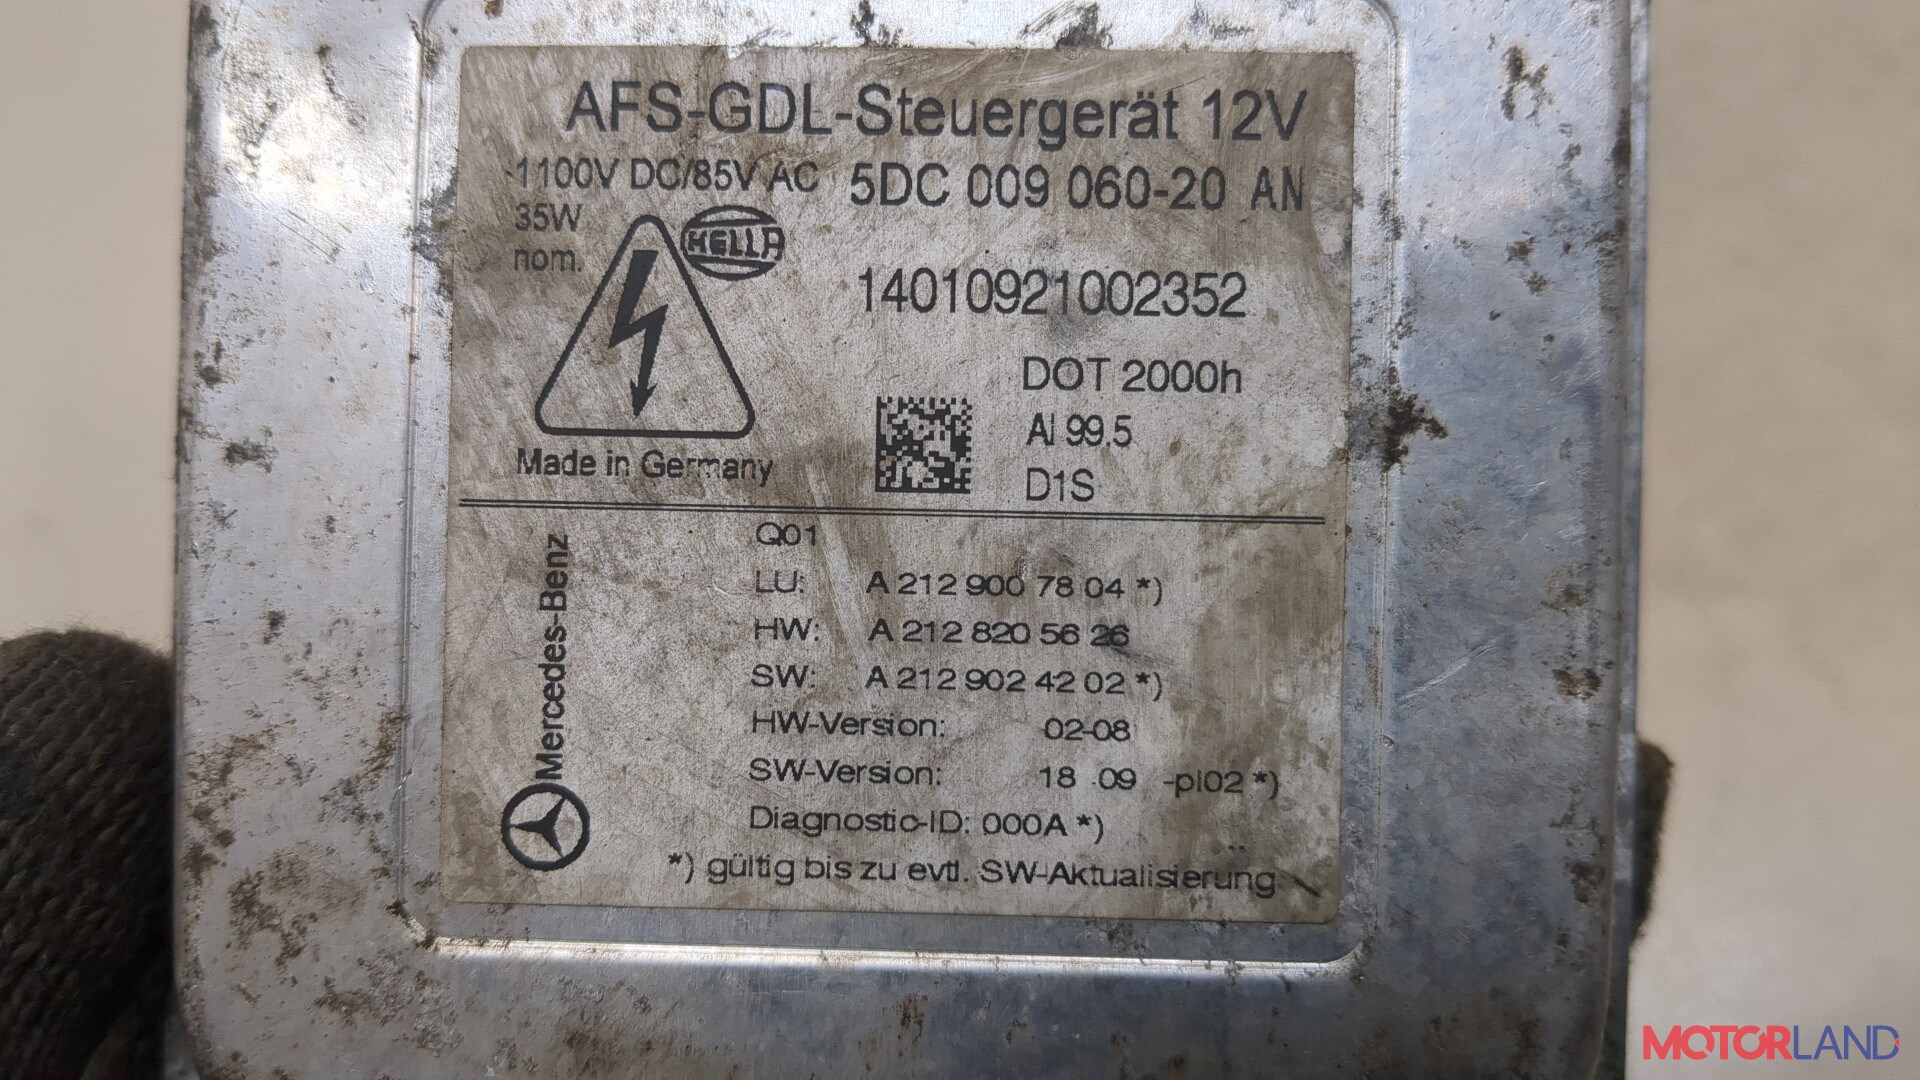 AFS-GDL-Steuergerät 12V
1100V DC/85V AC 5DC 009 060-20 AN
35W
nom.
HELLA
14010921002352
DOT 2000h
Al 99.5
D1S
Made in Germany
Mercedes-Benz
Q01
LU: A 212 900 78 04 *)
HW: A 212 820 56 26
SW: A 212 902 42 02 *)
HW-Version: 02-08
SW-Version: 18 09 -pl02 *)
Diagnostic-ID: 000A *)
*) gültig bis zu evtl. SW-Aktualisierung
MOTORLAND